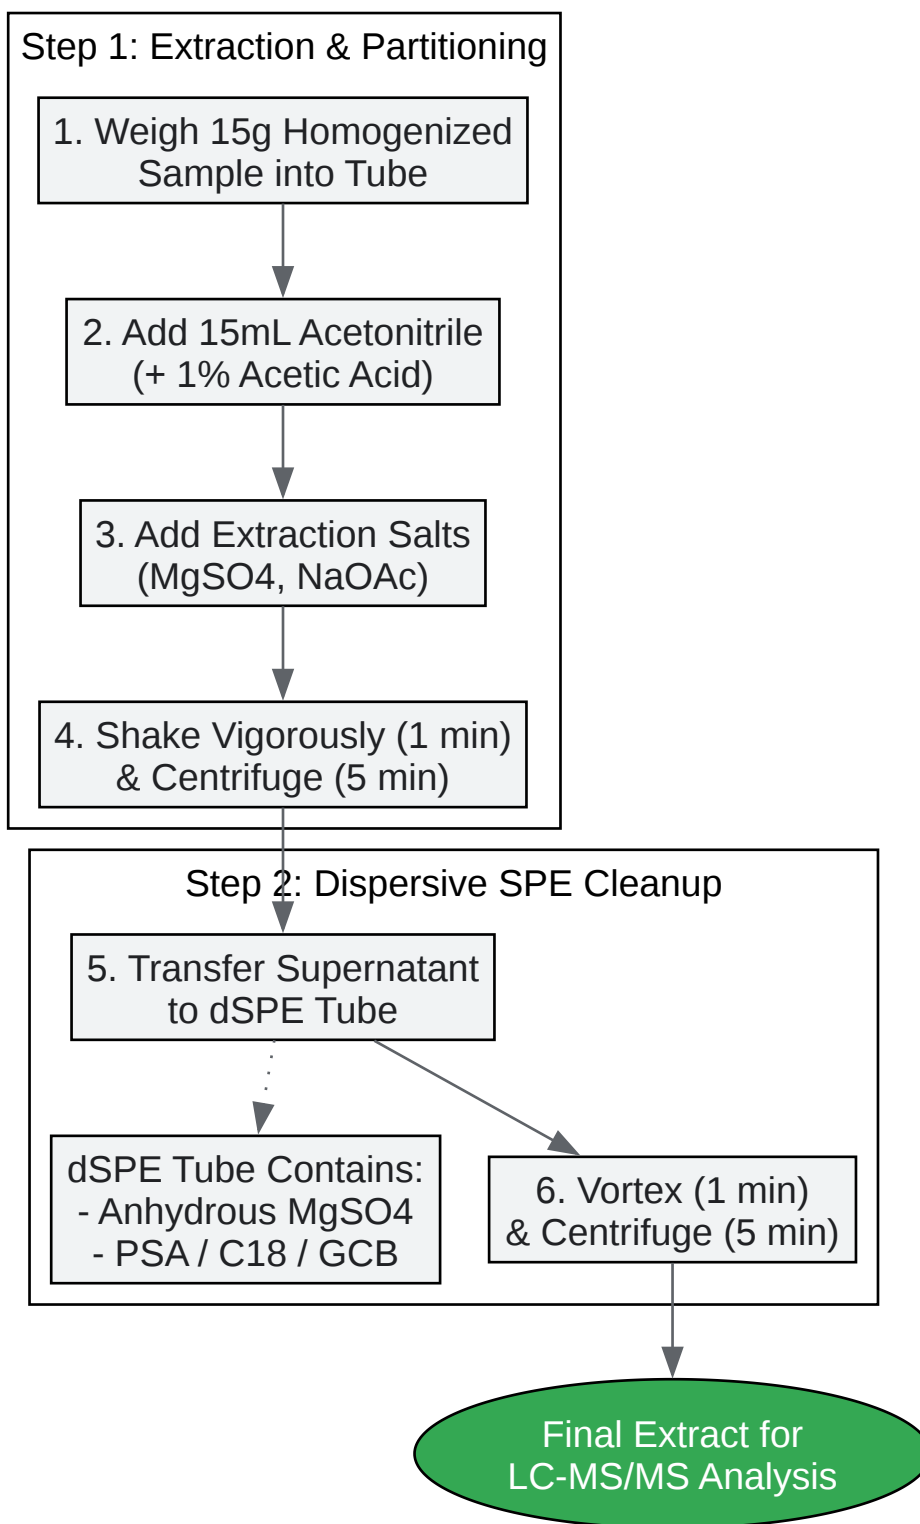 Step 1: Extraction & Partitioning
1. Weigh 15g Homogenized
Sample into Tube
2. Add 15mL Acetonitrile
(+ 1% Acetic Acid)
3. Add Extraction Salts
(MgSO4, NaOAc)
4. Shake Vigorously (1 min)
& Centrifuge (5 min)
Step 2: Dispersive SPE Cleanup
5. Transfer Supernatant
to dSPE Tube
dSPE Tube Contains:
- Anhydrous MgSO4
- PSA / C18 / GCB
6. Vortex (1 min)
& Centrifuge (5 min)
Final Extract for
LC-MS/MS Analysis